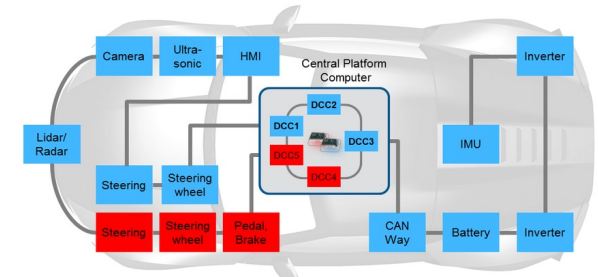 Camera
Ultra-
sonic
HMI
Central Platform
Computer
Inverter
DCC2
DCC1
DCC3
DCC5
DCC4
Lidar/
Radar
IMU
Steering
Steering
wheel
Steering
Steering
wheel
Pedal,
Brake
CAN
Way
Battery
Inverter